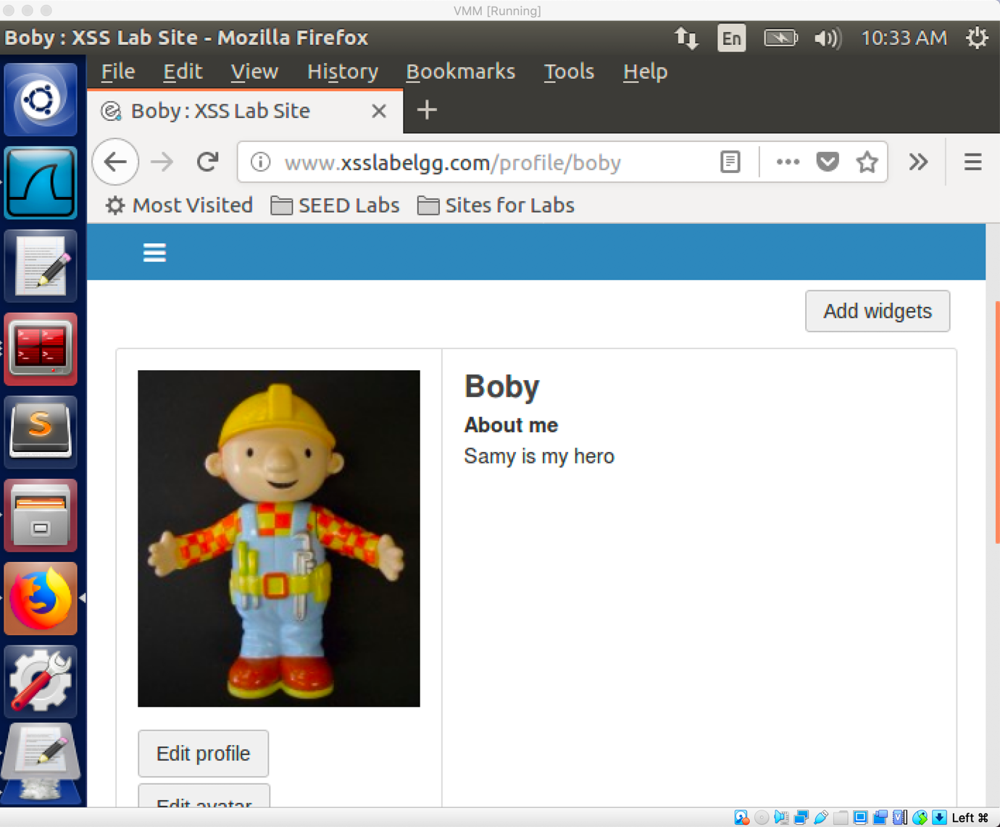 VMM [Running]
Boby : XSS Lab Site - Mozilla Firefox
En
10:33 AM
File Edit View History Bookmarks Tools Help
Boby : XSS Lab Site
www.xsslabelgg.com/profile/boby
Most Visited SEED Labs Sites for Labs
Add widgets
Boby
About me
Samy is my hero
Edit profile
Edit avatar
Left ⌘